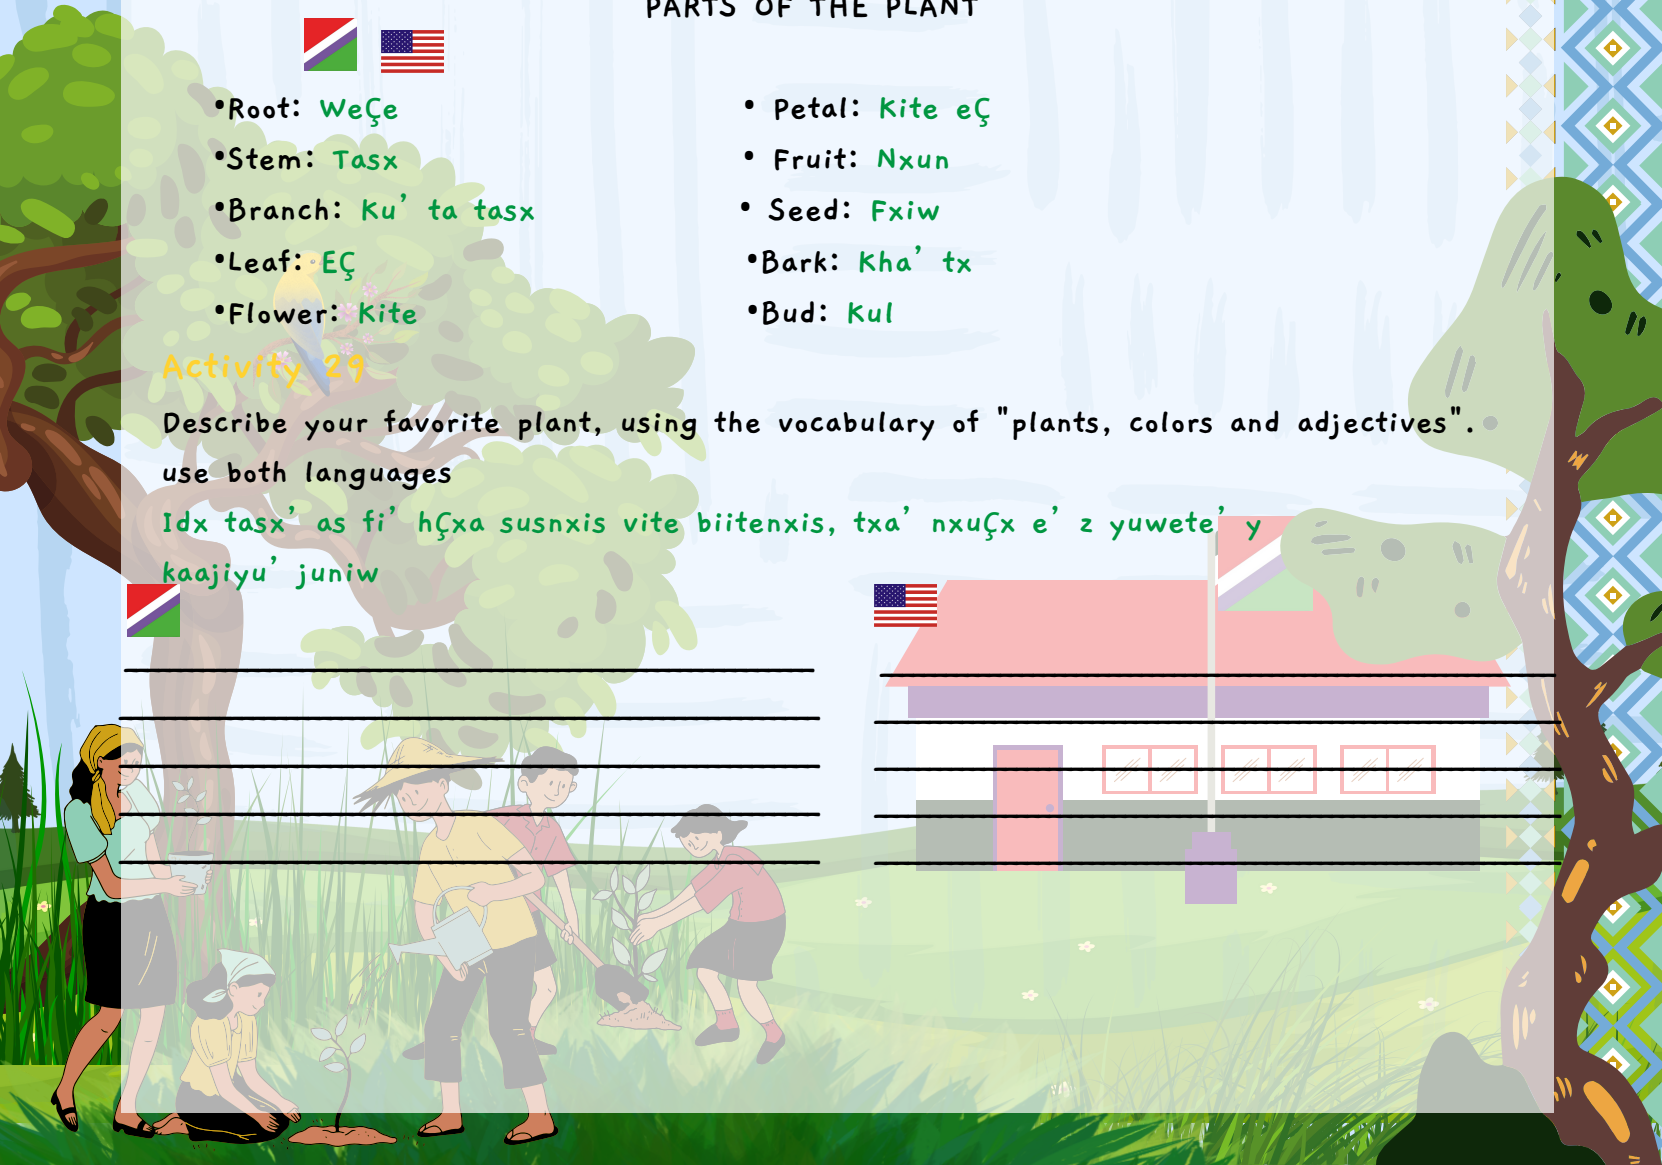 PARTS OF THE PLANT
•Root: WeÇe
•Stem: Tasx
•Branch: Ku' ta tasx
•Leaf: EÇ
•Flower: Kite
• Petal: Kite eÇ
• Fruit: Nxun
• Seed: Fxiw
•Bark: Kha' tx
•Bud: Kul
Activity 29
Describe your favorite plant, using the vocabulary of "plants, colors and adjectives".
use both languages
Idx tasx' as fi' hÇxa susnxis vite biitenxis, txa' nxuÇx e' z yuwete' y
kaajiyu' juniw